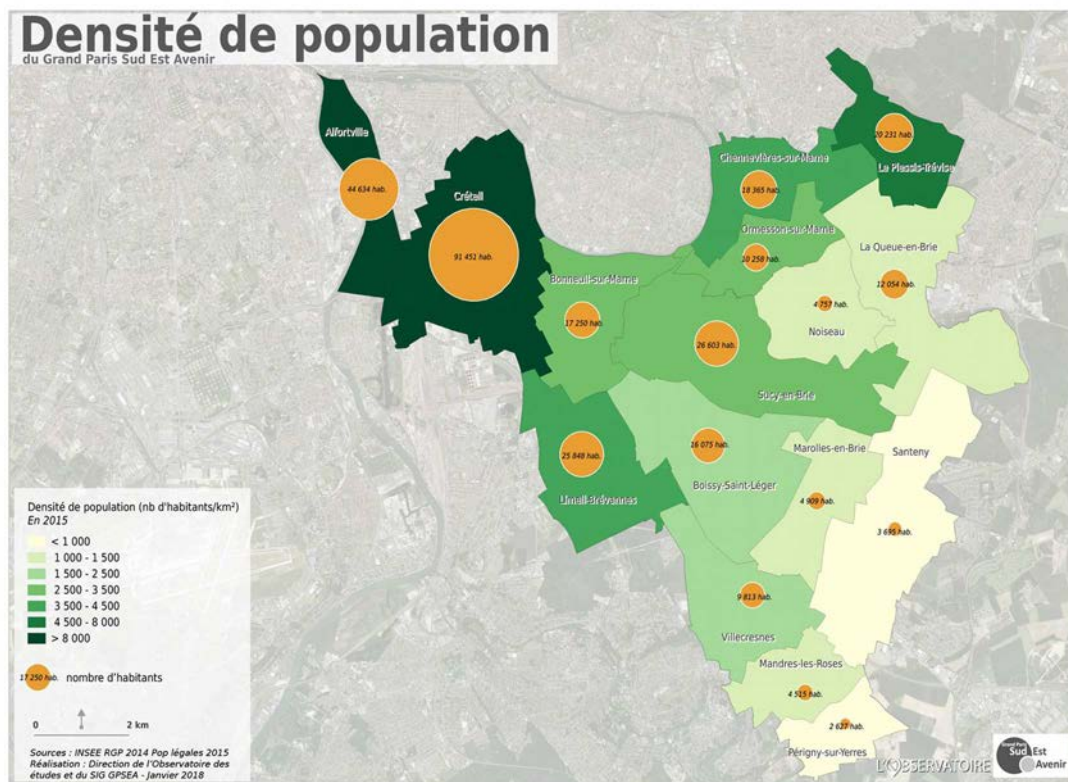 Densité de population
du Grand Paris Sud Est Avenir
Alfortville
44 634 hab.
Créteil
91 451 hab.
Chennevières-sur-Marne
18 365 hab.
20 231 hab.
Le Plessis-Trévise
Ormesson-sur-Marne
10 258 hab.
La Queue-en-Brie
12 054 hab.
4 757 hab.
Noiseau
Bonneuil-sur-Marne
17 250 hab.
26 603 hab.
Sucy-en-Brie
25 848 hab.
Limeil-Brévannes
16 075 hab.
Boissy-Saint-Léger
Marolles-en-Brie
4 909 hab.
Santeny
3 695 hab.
9 813 hab.
Villecresnes
Mandres-les-Roses
4 515 hab.
2 627 hab.
Périgny-sur-Yerres
Densité de population (nb d'habitants/km²)
En 2015
< 1 000
1 000 - 1 500
1 500 - 2 500
2 500 - 3 500
3 500 - 4 500
4 500 - 8 000
> 8 000
17 250 hab. nombre d'habitants
0 2 km
Sources : INSEE RGP 2014 Pop légales 2015
Réalisation : Direction de l'Observatoire des
études et du SIG GPSEA - Janvier 2018
L'OBSERVATOIRE
Grand Paris
Sud Est
Avenir